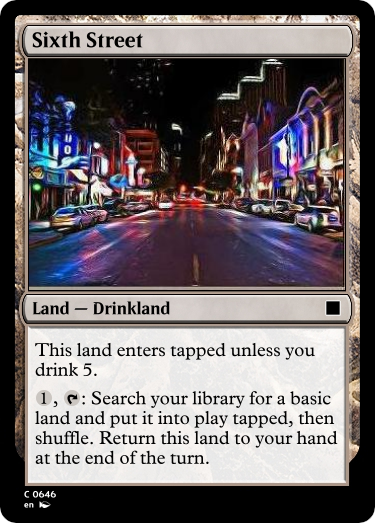 Sixth Street
Land — Drinkland
This land enters tapped unless you
drink 5.
1, : Search your library for a basic
land and put it into play tapped, then
shuffle. Return this land to your hand
at the end of the turn.
C 0646
en